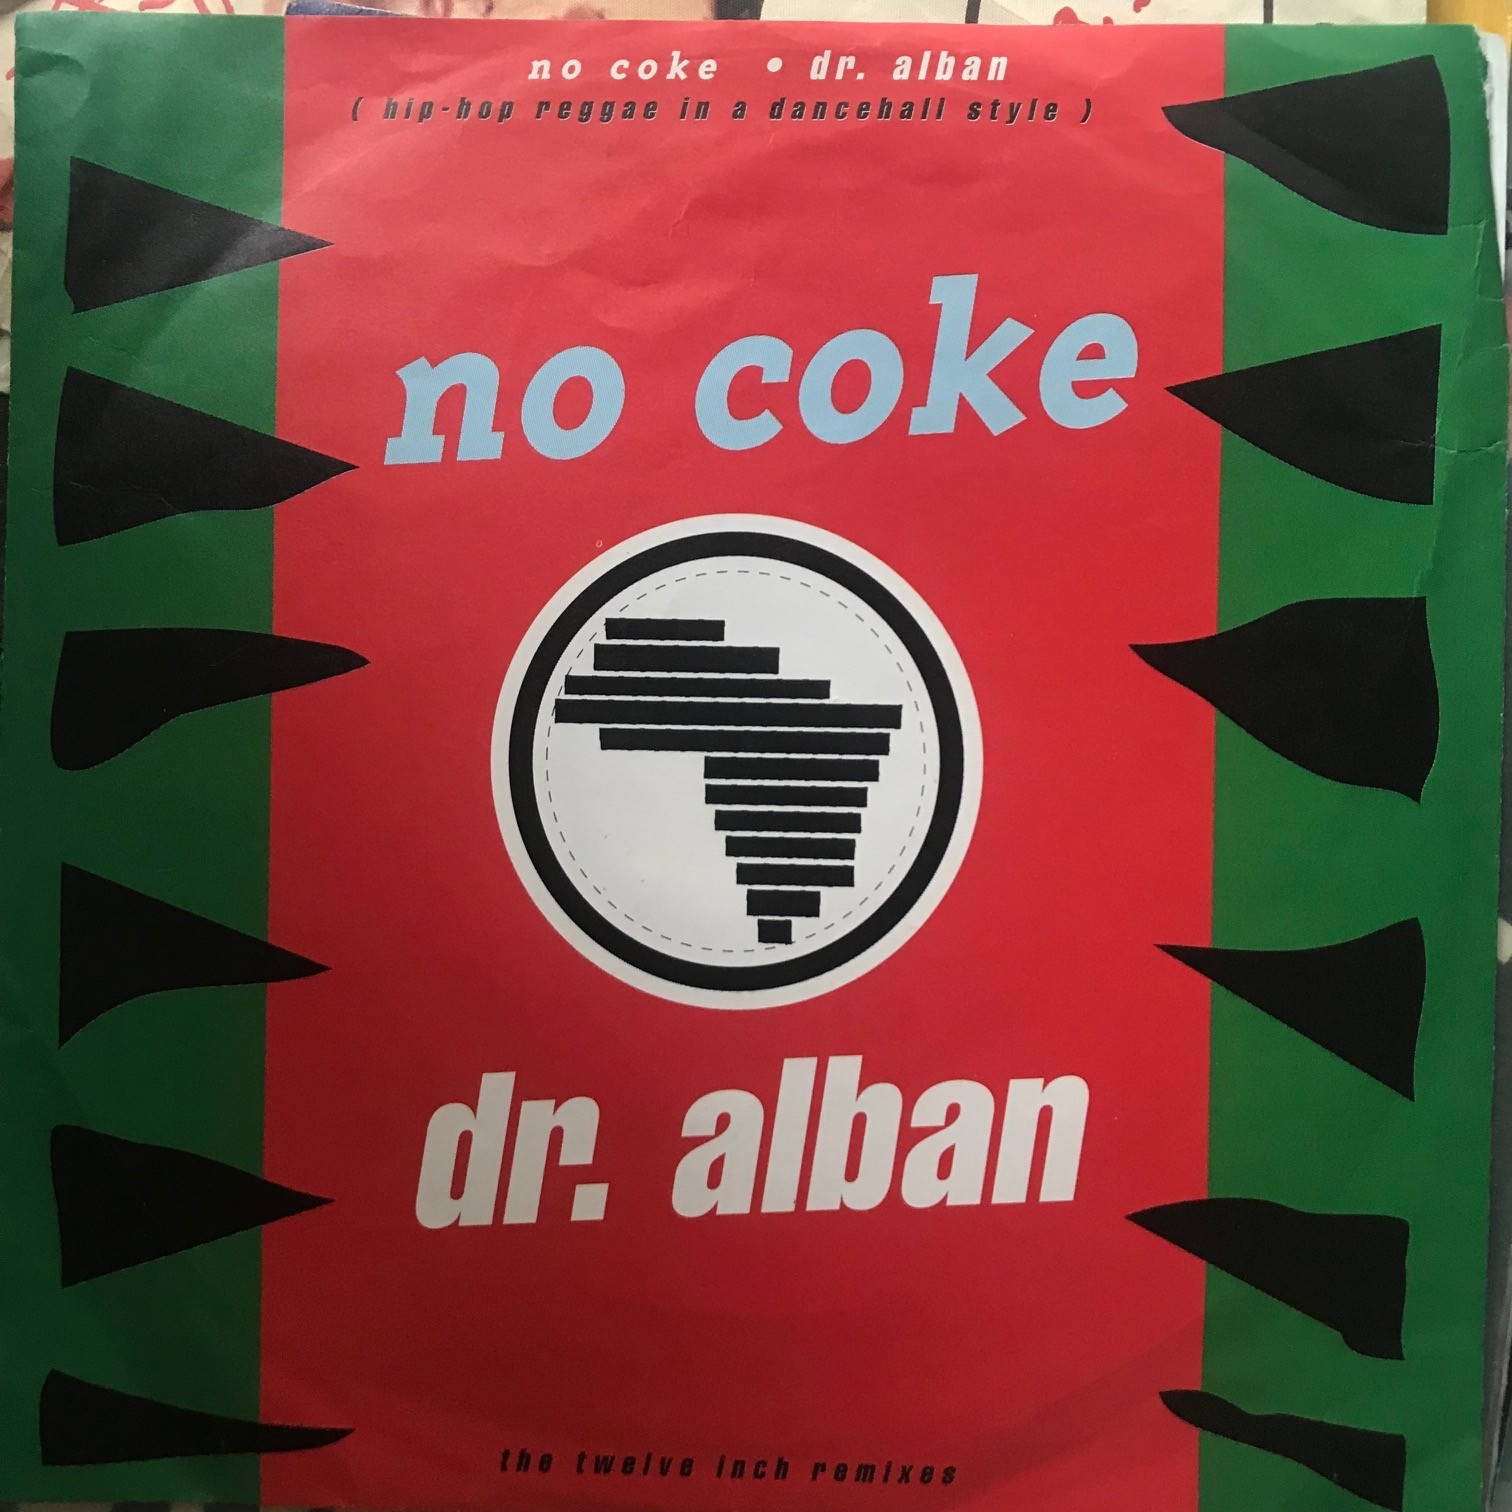 no coke • dr. alban
( hip-hop reggae in a dancehall style )
no coke
dr. alban
the twelve inch remixes